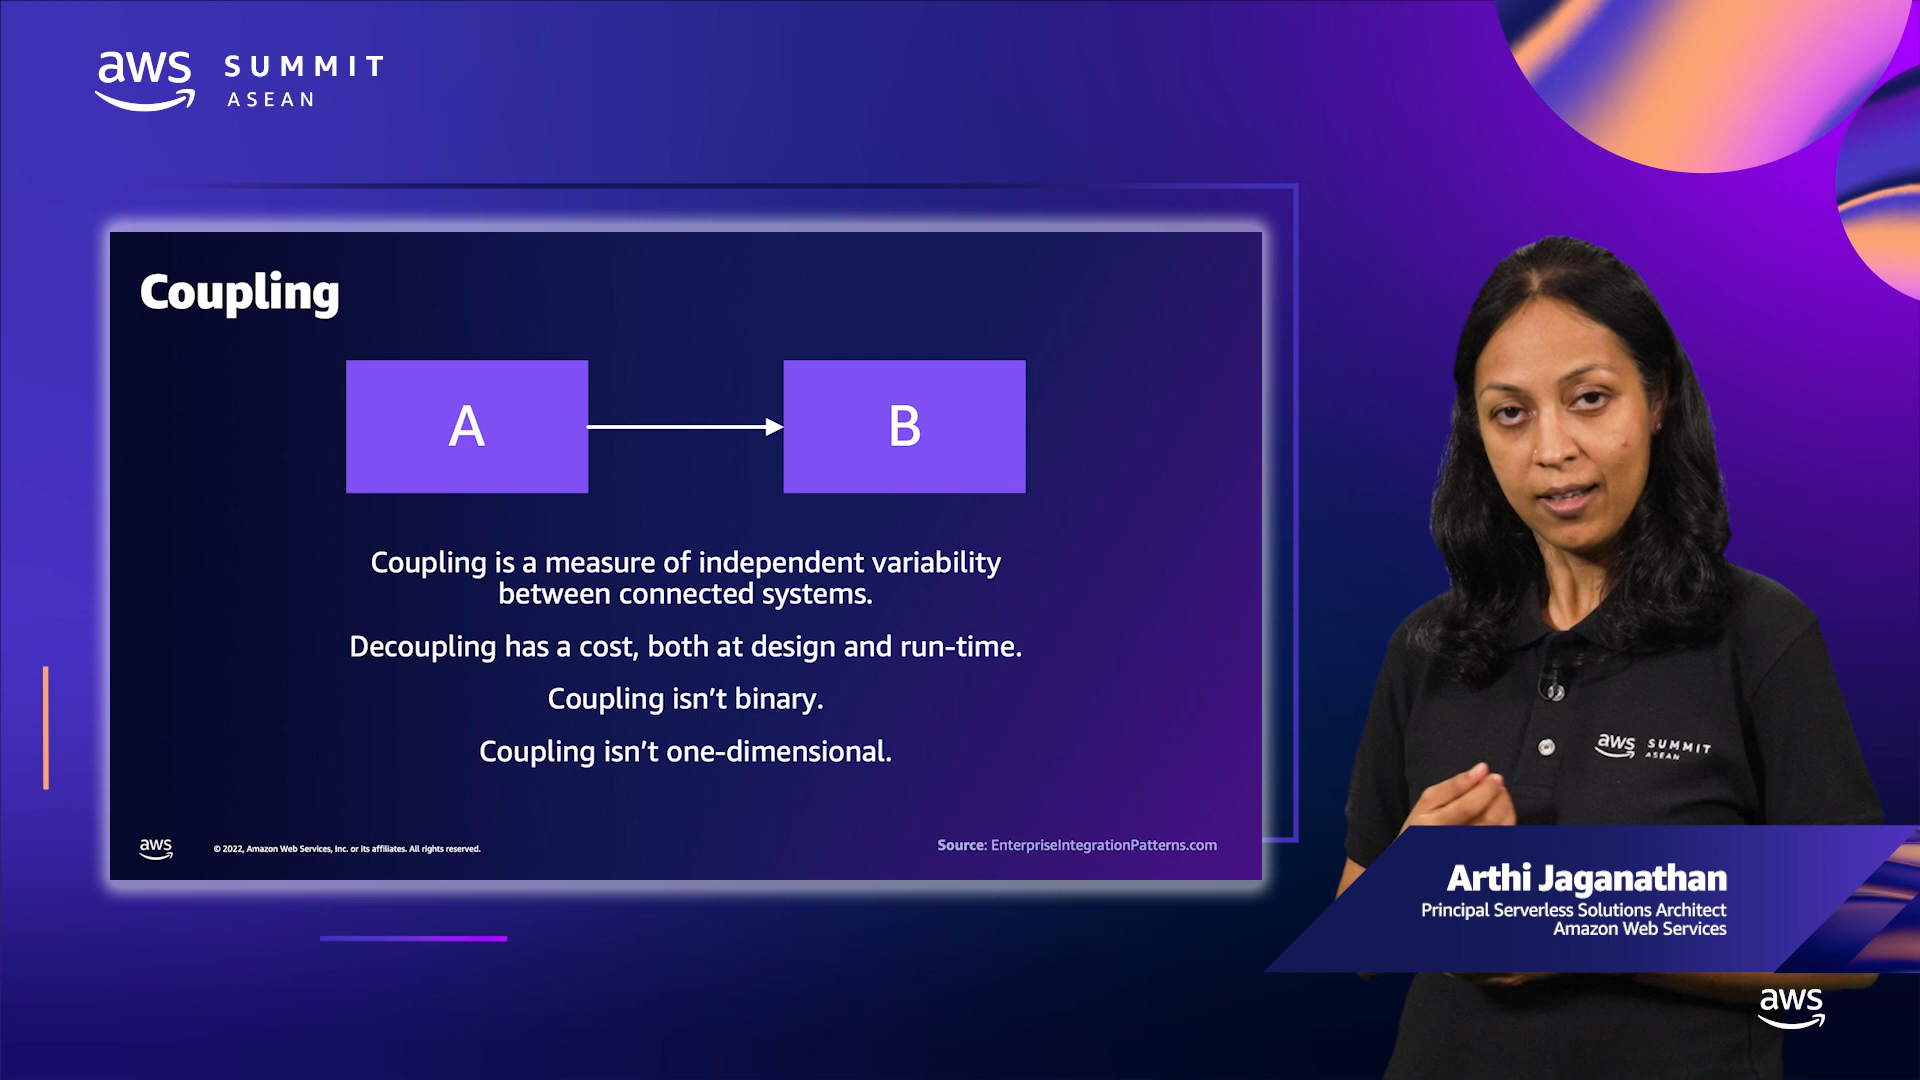 aws SUMMIT
ASEAN
Coupling
A
B
Coupling is a measure of independent variability
between connected systems.
Decoupling has a cost, both at design and run-time.
Coupling isn’t binary.
Coupling isn’t one-dimensional.
aws
© 2022, Amazon Web Services, Inc. or its affiliates. All rights reserved.
Source: EnterpriseIntegrationPatterns.com
aws SUMMIT
ASEAN
Arthi Jaganathan
Principal Serverless Solutions Architect
Amazon Web Services
aws